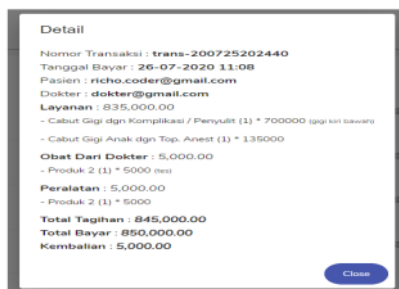 Detail
Nomor Transaksi : trans-200725202440
Tanggal Bayar : 26-07-2020 11:08
Pasien : richo.coder@gmail.com
Dokter : dokter@gmail.com
Layanan : 835,000.00
- Cabut Gigi dgn Komplikasi / Penyulit (1) * 700000 (gigi kiri bawah)
- Cabut Gigi Anak dgn Top. Anest (1) * 135000
Obat Dari Dokter : 5,000.00
- Produk 2 (1) * 5000 (tes)
Peralatan : 5,000.00
- Produk 2 (1) * 5000
Total Tagihan : 845,000.00
Total Bayar : 850,000.00
Kembalian : 5,000.00
Close